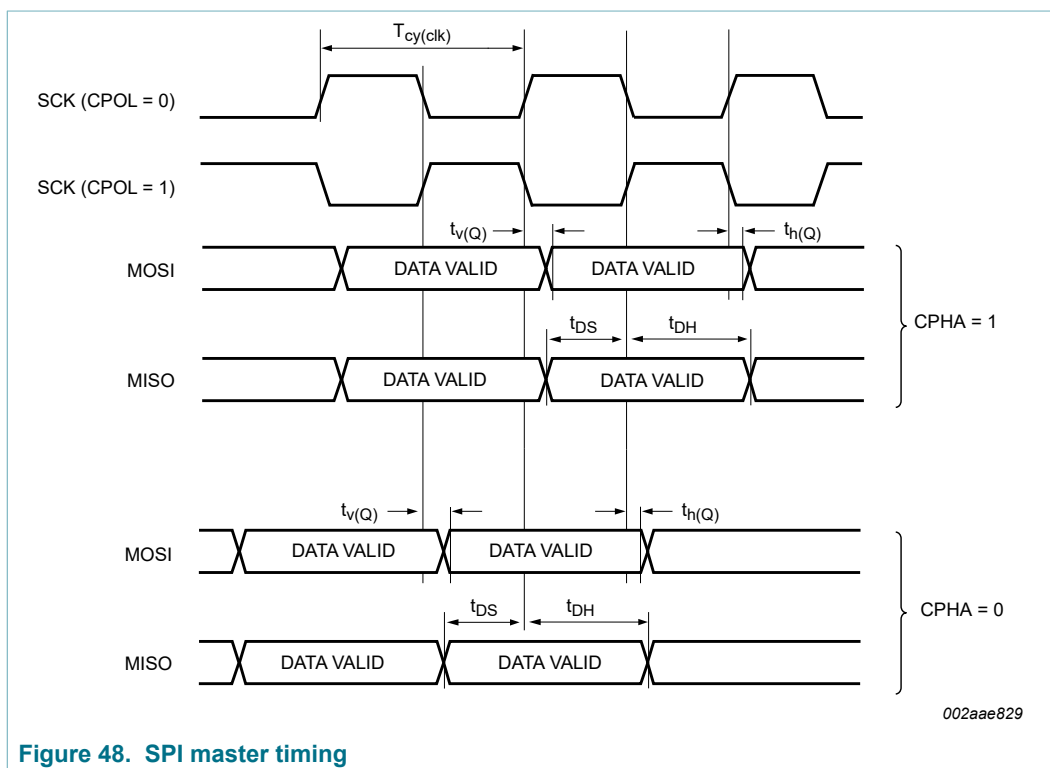 Tcy(clk)
SCK (CPOL = 0)
SCK (CPOL = 1)
tv(Q)
th(Q)
MOSI
DATA VALID
DATA VALID
CPHA = 1
tDS
tDH
MISO
DATA VALID
DATA VALID
tv(Q)
th(Q)
MOSI
DATA VALID
DATA VALID
CPHA = 0
tDS
tDH
MISO
DATA VALID
DATA VALID
002aae829
Figure 48. SPI master timing